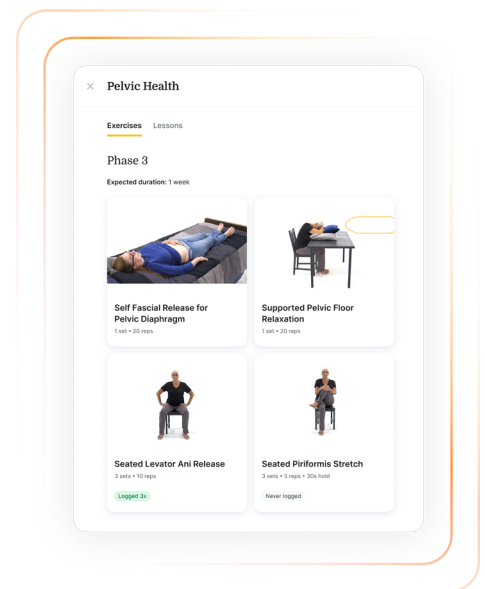 Pelvic Health
Exercises Lessons
Phase 3
Expected duration: 1 week
Self Fascial Release for
Pelvic Diaphragm
1 set • 20 reps
Supported Pelvic Floor
Relaxation
1 set • 20 reps
Seated Levator Ani Release
3 sets • 10 reps
Logged 3x
Seated Piriformis Stretch
3 sets • 5 reps • 30s hold
Never logged